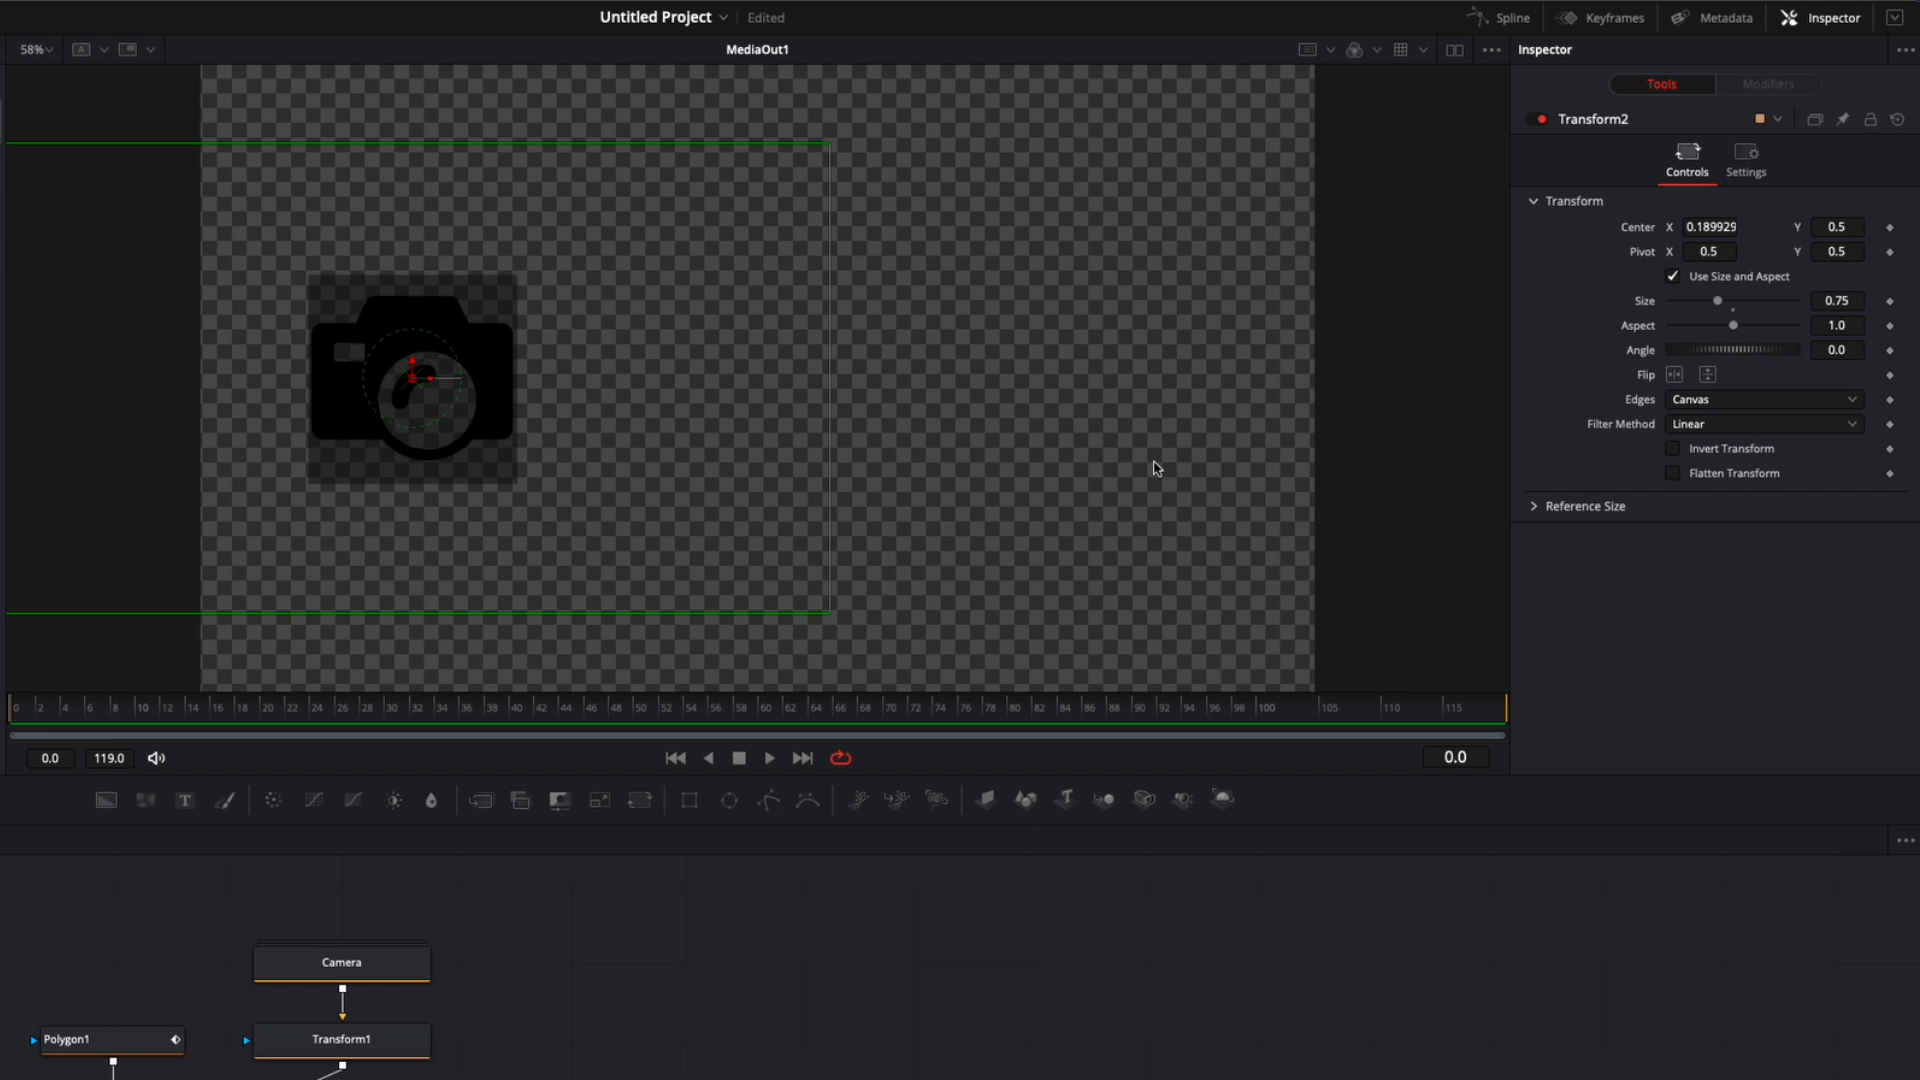 Untitled Project
Edited
Spline
Keyframes
Metadata
Inspector
58%
A
MediaOut1
Inspector
Tools
Modifiers
Transform2
Controls
Settings
Transform
Center X 0.189929 Y 0.5
Pivot X 0.5 Y 0.5
Use Size and Aspect
Size 0.75
Aspect 1.0
Angle 0.0
Flip
Edges Canvas
Filter Method Linear
Invert Transform
Flatten Transform
Reference Size
0 2 4 6 8 10 12 14 16 18 20 22 24 26 28 30 32 34 36 38 40 42 44 46 48 50 52 54 56 58 60 62 64 66 68 70 72 74 76 78 80 82 84 86 88 90 92 94 96 98 100 105 110 115
0.0 119.0 0.0
T
T
Camera
Polygon1
Transform1